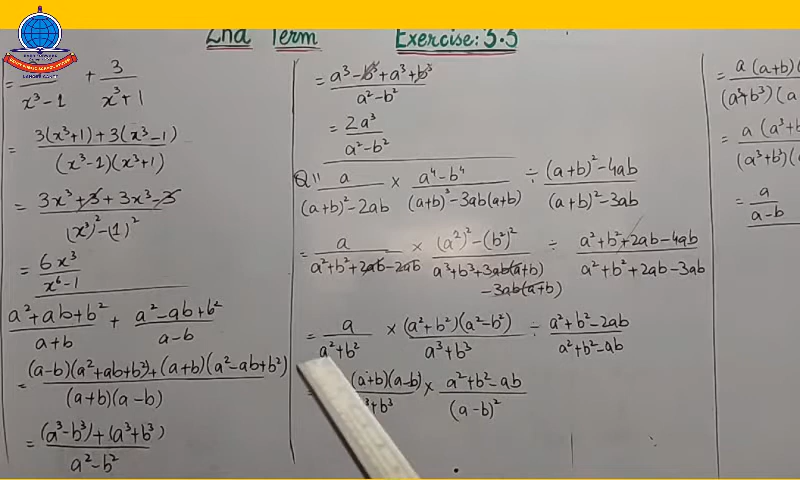 2nd Term Exercise: 5.5
= ― / x³-1 + 3 / x³+1
= 3(x³+1)+3(x³-1) / (x³-1)(x³+1)
= 3x³+3+3x³-3 / (x³)²-(1)²
= 6x³ / x⁶-1
a²+ab+b² / a+b + a²-ab+b² / a-b
= (a-b)(a²+ab+b²)+(a+b)(a²-ab+b²) / (a+b)(a-b)
= (a³-b³)+(a³+b³) / a²-b²
= a³-b³+a³+b³ / a²-b²
= 2a³ / a²-b²
Q11 a / (a+b)²-2ab × a⁴-b⁴ / (a+b)³-3ab(a+b) ÷ (a+b)²-4ab / (a+b)²-3ab
= a / a²+b²+2ab-2ab × (a²)²-(b²)² / a³+b³+3ab(a+b)-3ab(a+b) ÷ a²+b²+2ab-4ab / a²+b²+2ab-3ab
= a / a²+b² × (a²+b²)(a²-b²) / a³+b³ ÷ a²+b²-2ab / a²+b²-ab
= (a+b)(a-b) / ³+b³ × a²+b²-ab / (a-b)²
= a(a+b)( / (a³+b³)(a
= a(a³+b / (a³+b³)(a
= a / a-b